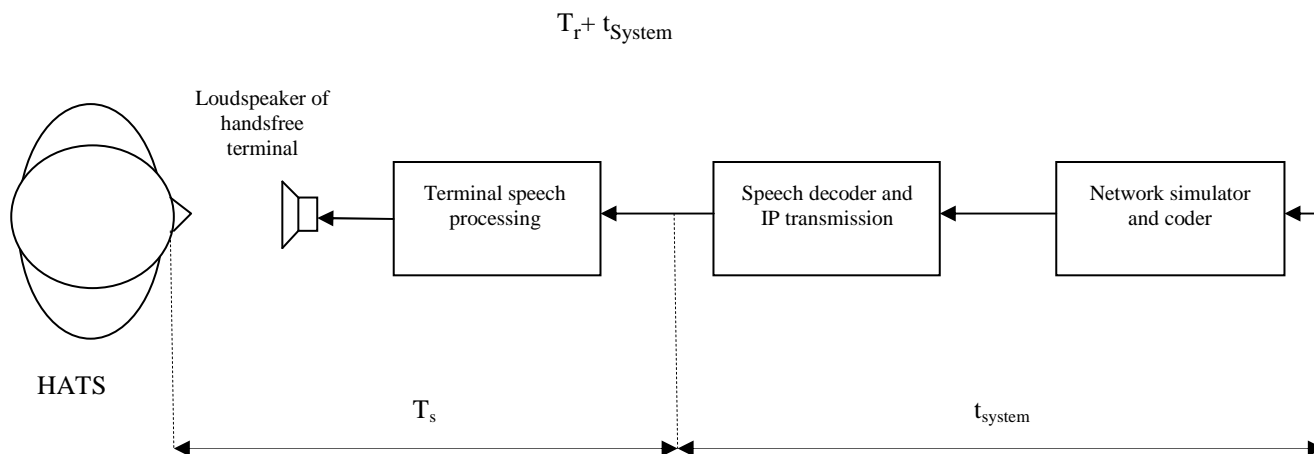 Tr+ tSystem
Loudspeaker of
handsfree
terminal
Terminal speech
processing
Speech decoder and
IP transmission
Network simulator
and coder
HATS
Ts
tsystem